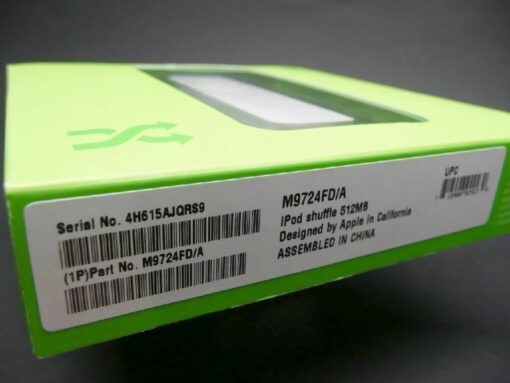 Serial No. 4H615AJQRS9
(1P)Part No. M9724FD/A
M9724FD/A
iPod shuffle 512MB
Designed by Apple in California
ASSEMBLED IN CHINA
UPC